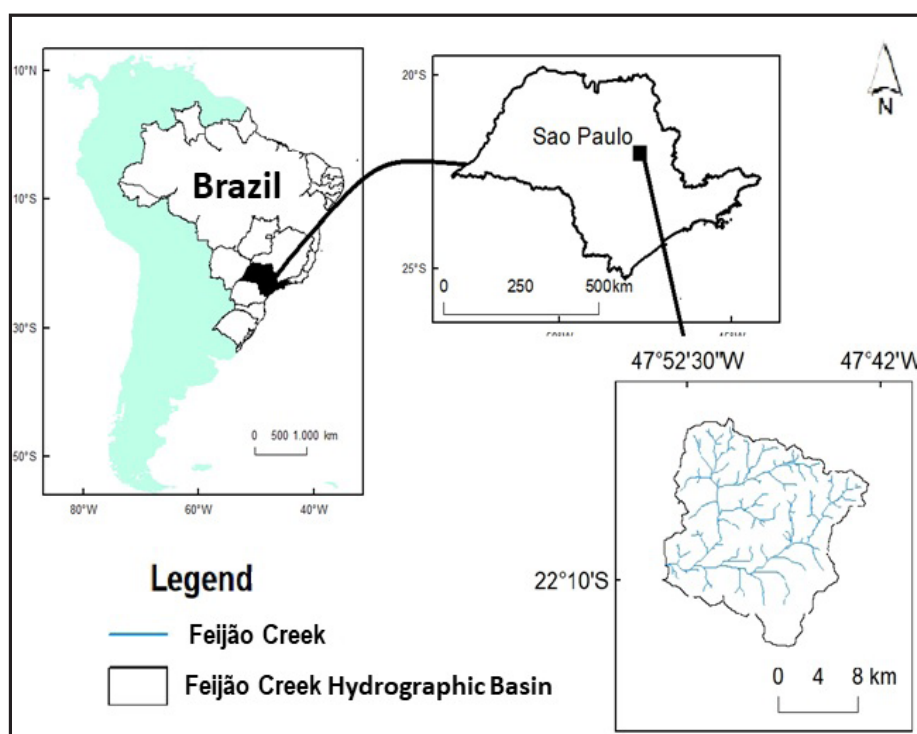 10°N
10°S
30°S
50°S
80°W
60°W
40°W
Brazil
0 500 1.000 km
20°S
25°S
Sao Paulo
0 250 500km
45°W
N
47°52'30"W 47°42'W
22°10'S
0 4 8 km
Legend
Feijão Creek
Feijão Creek Hydrographic Basin